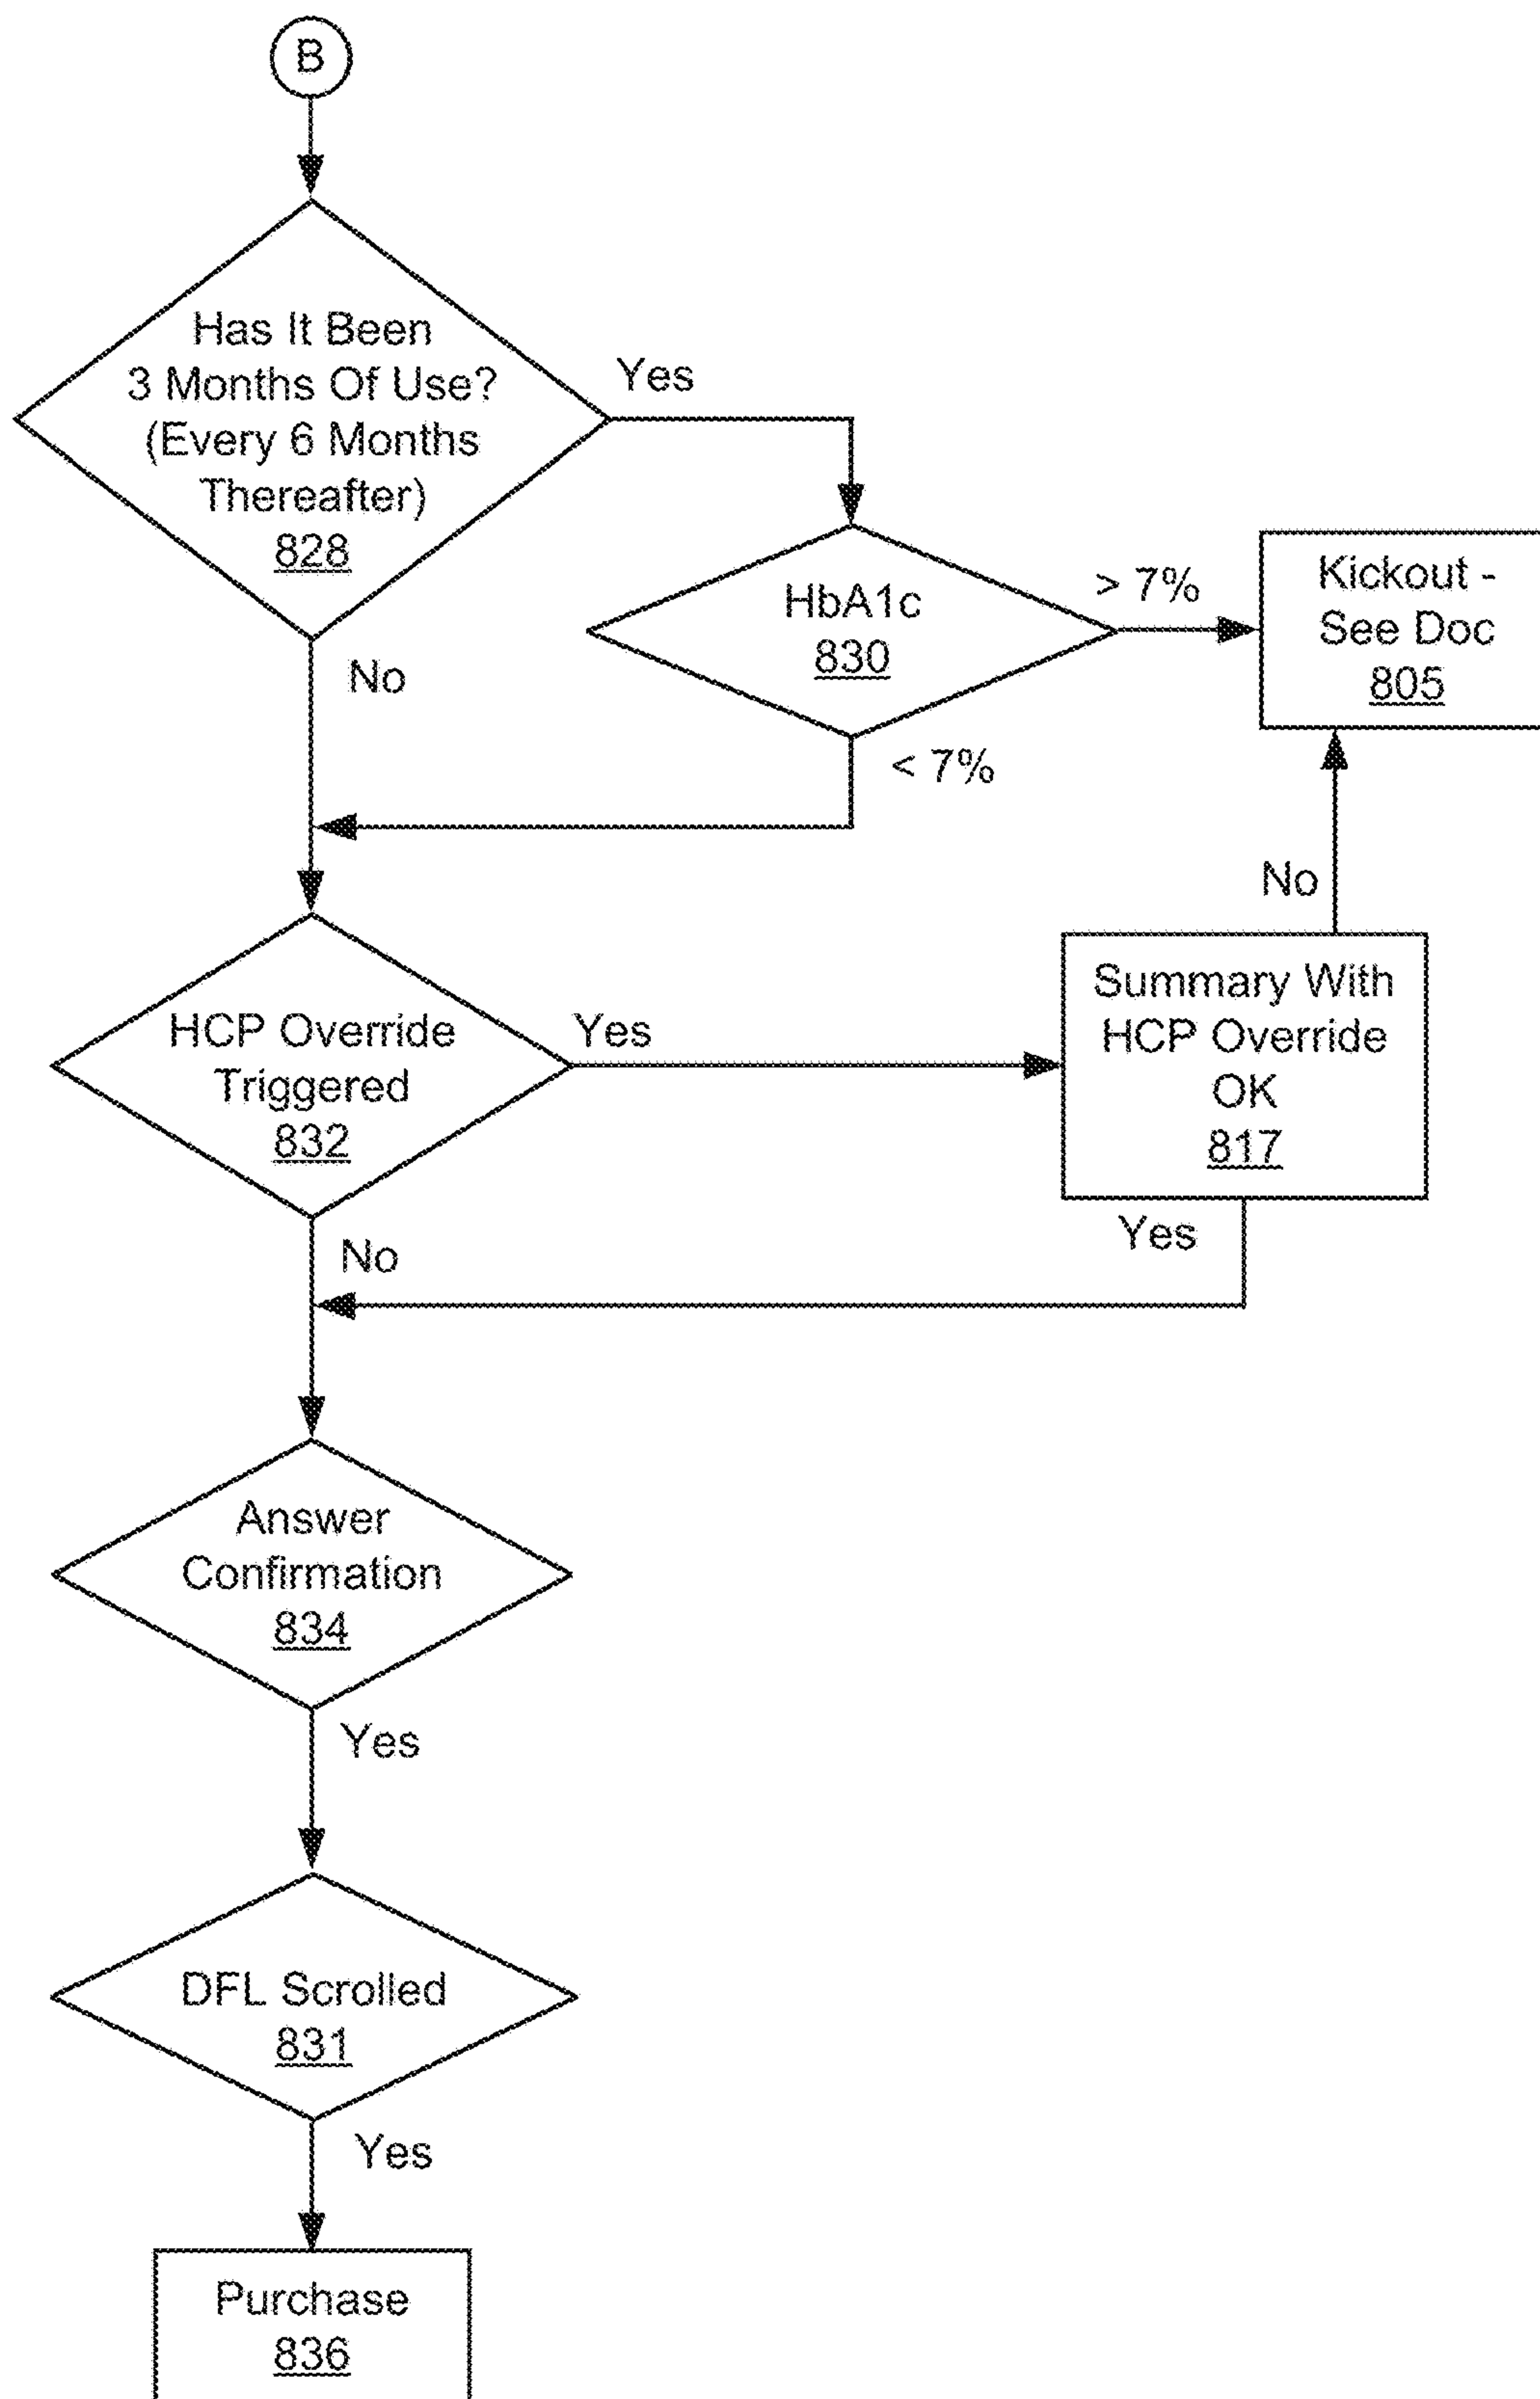 B
Has It Been
3 Months Of Use?
(Every 6 Months
Thereafter)
828
Yes
No
HbA1c
830
> 7%
< 7%
Kickout -
See Doc
805
HCP Override
Triggered
832
Yes
No
Summary With
HCP Override
OK
817
No
Yes
Answer
Confirmation
834
Yes
DFL Scrolled
831
Yes
Purchase
836